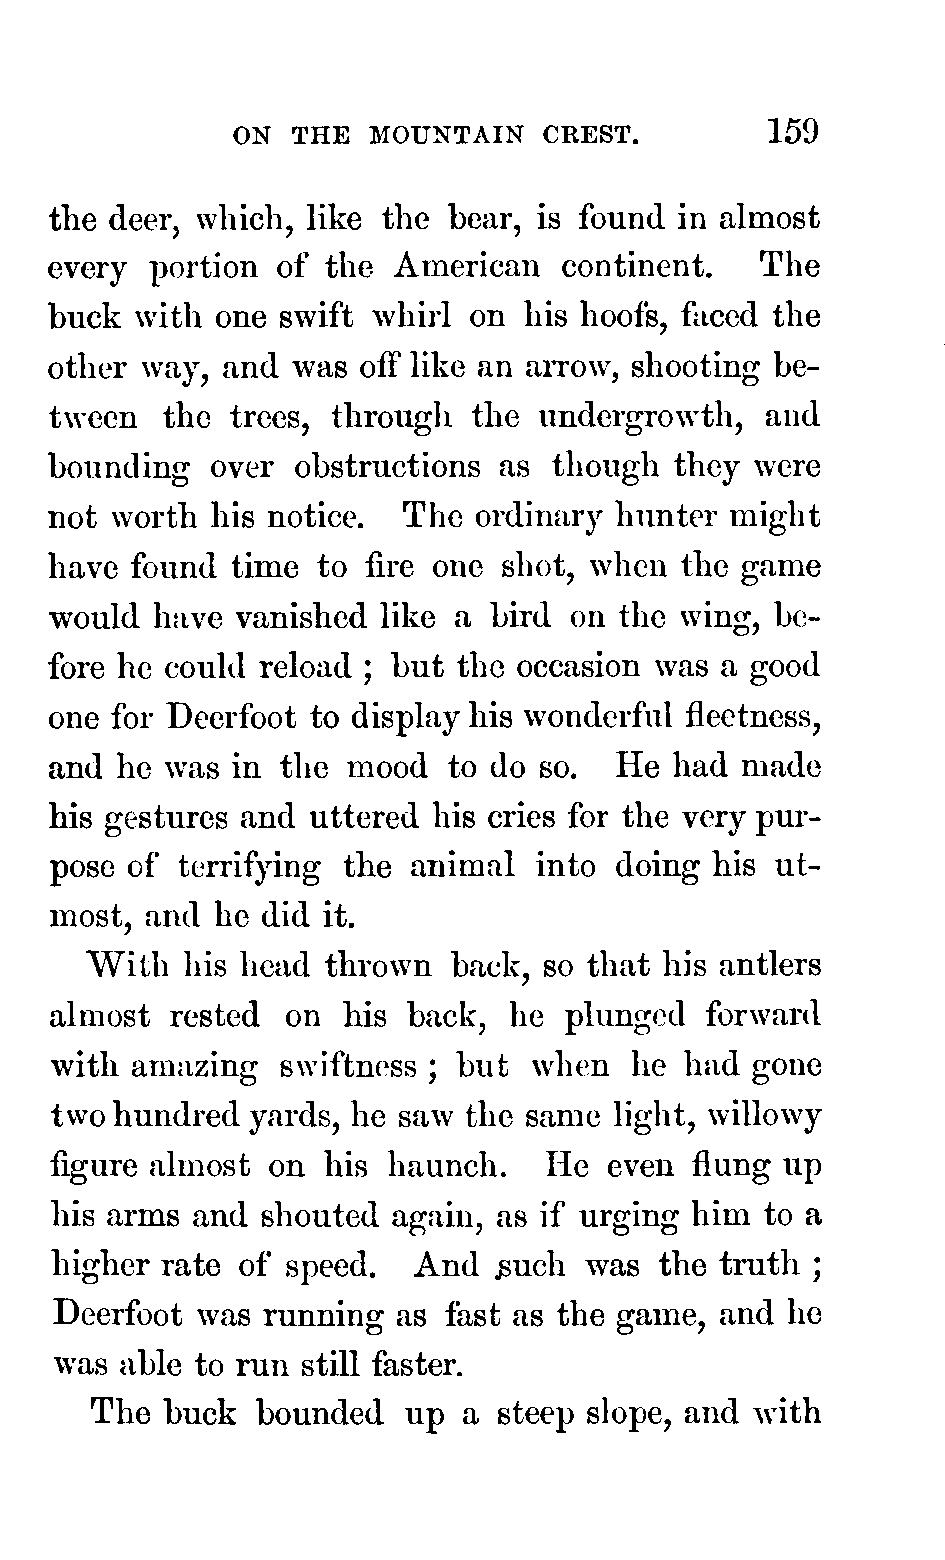 ON THE MOUNTAIN CREST. 159
the deer, which, like the bear, is found in almost
every portion of the American continent. The
buck with one swift whirl on his hoofs, faced the
other way, and was off like an arrow, shooting be-
tween the trees, through the undergrowth, and
bounding over obstructions as though they were
not worth his notice. The ordinary hunter might
have found time to fire one shot, when the game
would have vanished like a bird on the wing, be-
fore he could reload ; but the occasion was a good
one for Deerfoot to display his wonderful fleetness,
and he was in the mood to do so. He had made
his gestures and uttered his cries for the very pur-
pose of terrifying the animal into doing his ut-
most, and he did it.
With his head thrown back, so that his antlers
almost rested on his back, he plunged forward
with amazing swiftness ; but when he had gone
two hundred yards, he saw the same light, willowy
figure almost on his haunch. He even flung up
his arms and shouted again, as if urging him to a
higher rate of speed. And such was the truth ;
Deerfoot was running as fast as the game, and he
was able to run still faster.
The buck bounded up a steep slope, and with